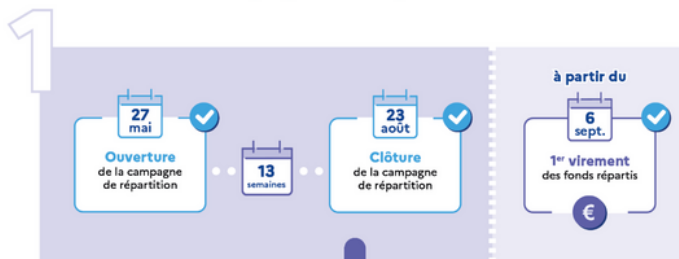 1
27
mai
Ouverture
de la campagne
de répartition
13
semaines
23
août
Clôture
de la campagne
de répartition
à partir du
6
sept.
1er virement
des fonds répartis
€